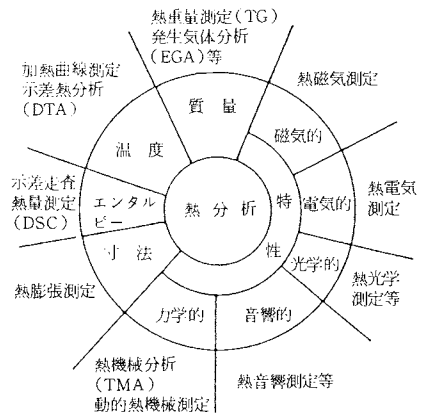 熱重量測定(TG)
発生気体分析
(EGA)等
加熱曲線測定
示差熱分析
(DTA)
熱磁気測定
質量
磁気的
温度
示差走査
熱量測定
(DSC)
エンタル
ピー
熱分析
特
性
電気的
熱電気
測定
寸法
光学的
熱光学
測定等
熱膨張測定
力学的
音響的
熱機械分析
(TMA)
動的熱機械測定
熱音響測定等